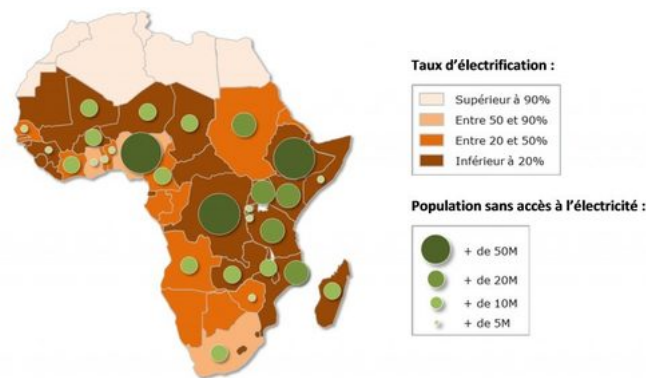 Taux d'électrification :
Supérieur à 90%
Entre 50 et 90%
Entre 20 et 50%
Inférieur à 20%
Population sans accès à l'électricité :
+ de 50M
+ de 20M
+ de 10M
+ de 5M